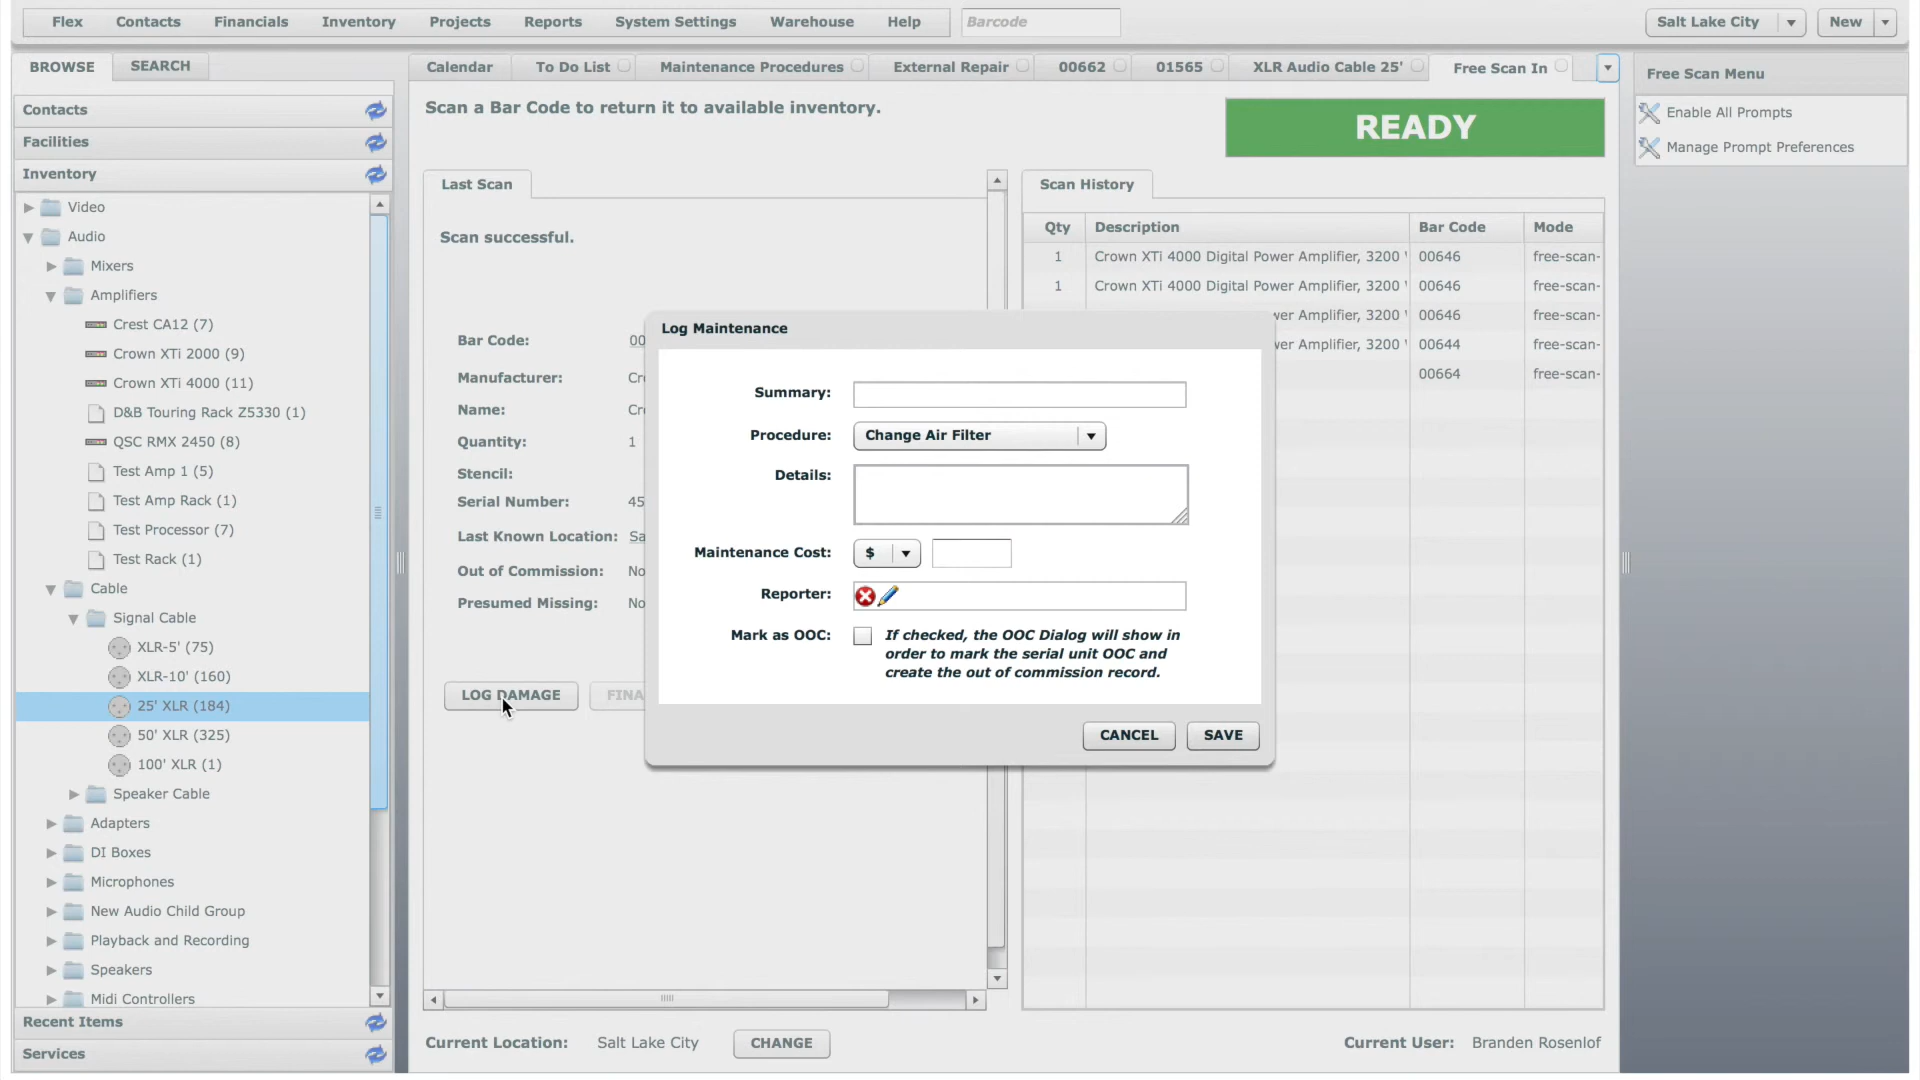 Flex Contacts Financials Inventory Projects Reports System Settings Warehouse Help Barcode Salt Lake City New
BROWSE SEARCH
Calendar To Do List Maintenance Procedures External Repair 00662 01565 XLR Audio Cable 25' Free Scan In
Free Scan Menu
Enable All Prompts
Manage Prompt Preferences
Contacts
Facilities
Inventory
Video
Audio
Mixers
Amplifiers
Crest CA12 (7)
Crown XTi 2000 (9)
Crown XTi 4000 (11)
D&B Touring Rack Z5330 (1)
QSC RMX 2450 (8)
Test Amp 1 (5)
Test Amp Rack (1)
Test Processor (7)
Test Rack (1)
Cable
Signal Cable
XLR-5' (75)
XLR-10' (160)
25' XLR (184)
50' XLR (325)
100' XLR (1)
Speaker Cable
Adapters
DI Boxes
Microphones
New Audio Child Group
Playback and Recording
Speakers
Midi Controllers
Recent Items
Services
Scan a Bar Code to return it to available inventory.
READY
Last Scan
Scan successful.
Bar Code: 00
Manufacturer: Cr
Name: Cr
Quantity: 1
Stencil:
Serial Number: 45
Last Known Location: Sa
Out of Commission: No
Presumed Missing: No
LOG DAMAGE FINA
Scan History
Qty Description Bar Code Mode
1 Crown XTi 4000 Digital Power Amplifier, 3200 00646 free-scan-
1 Crown XTi 4000 Digital Power Amplifier, 3200 00646 free-scan-
wer Amplifier, 3200 00646 free-scan-
wer Amplifier, 3200 00644 free-scan-
00664 free-scan-
Log Maintenance
Summary:
Procedure: Change Air Filter
Details:
Maintenance Cost: $
Reporter:
Mark as OOC: If checked, the OOC Dialog will show in
order to mark the serial unit OOC and
create the out of commission record.
CANCEL SAVE
Current Location: Salt Lake City CHANGE
Current User: Branden Rosenlof